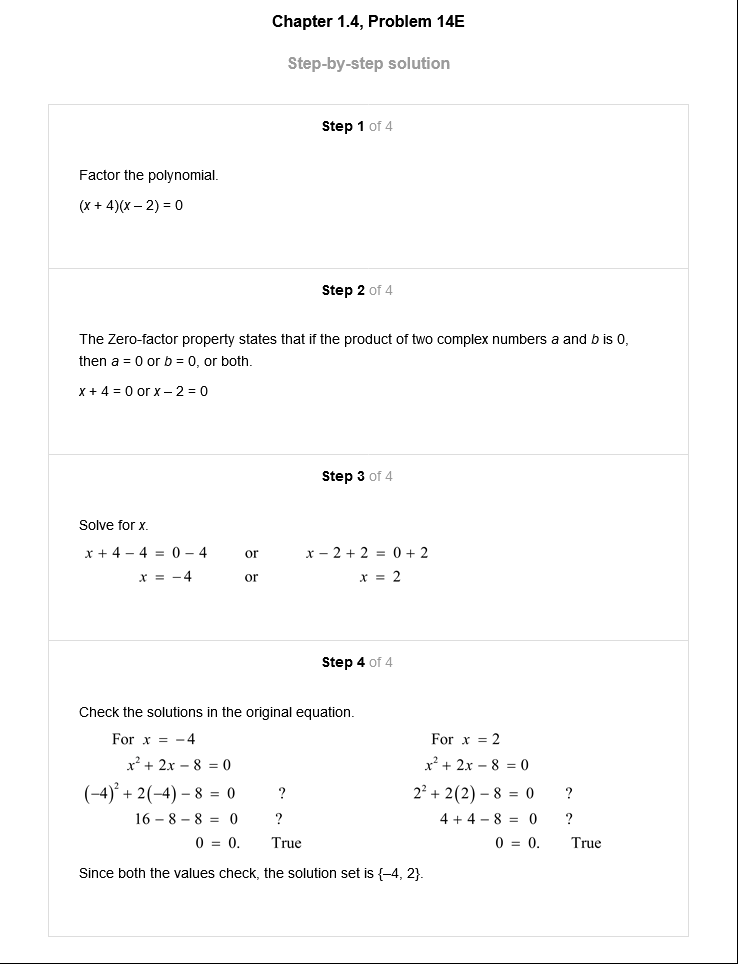 Chapter 1.4, Problem 14E
Step-by-step solution
Step 1 of 4
Factor the polynomial.
(x + 4)(x – 2) = 0
Step 2 of 4
The Zero-factor property states that if the product of two complex numbers a and b is 0,
then a = 0 or b = 0, or both.
x + 4 = 0 or x – 2 = 0
Step 3 of 4
Solve for x.
x + 4 − 4 = 0 − 4 or x − 2 + 2 = 0 + 2
x = −4 or x = 2
Step 4 of 4
Check the solutions in the original equation.
For x = −4 For x = 2
x² + 2x − 8 = 0 x² + 2x − 8 = 0
(−4)² + 2(−4) − 8 = 0 ? 2² + 2(2) − 8 = 0 ?
16 − 8 − 8 = 0 ? 4 + 4 − 8 = 0 ?
0 = 0. True 0 = 0. True
Since both the values check, the solution set is {–4, 2}.